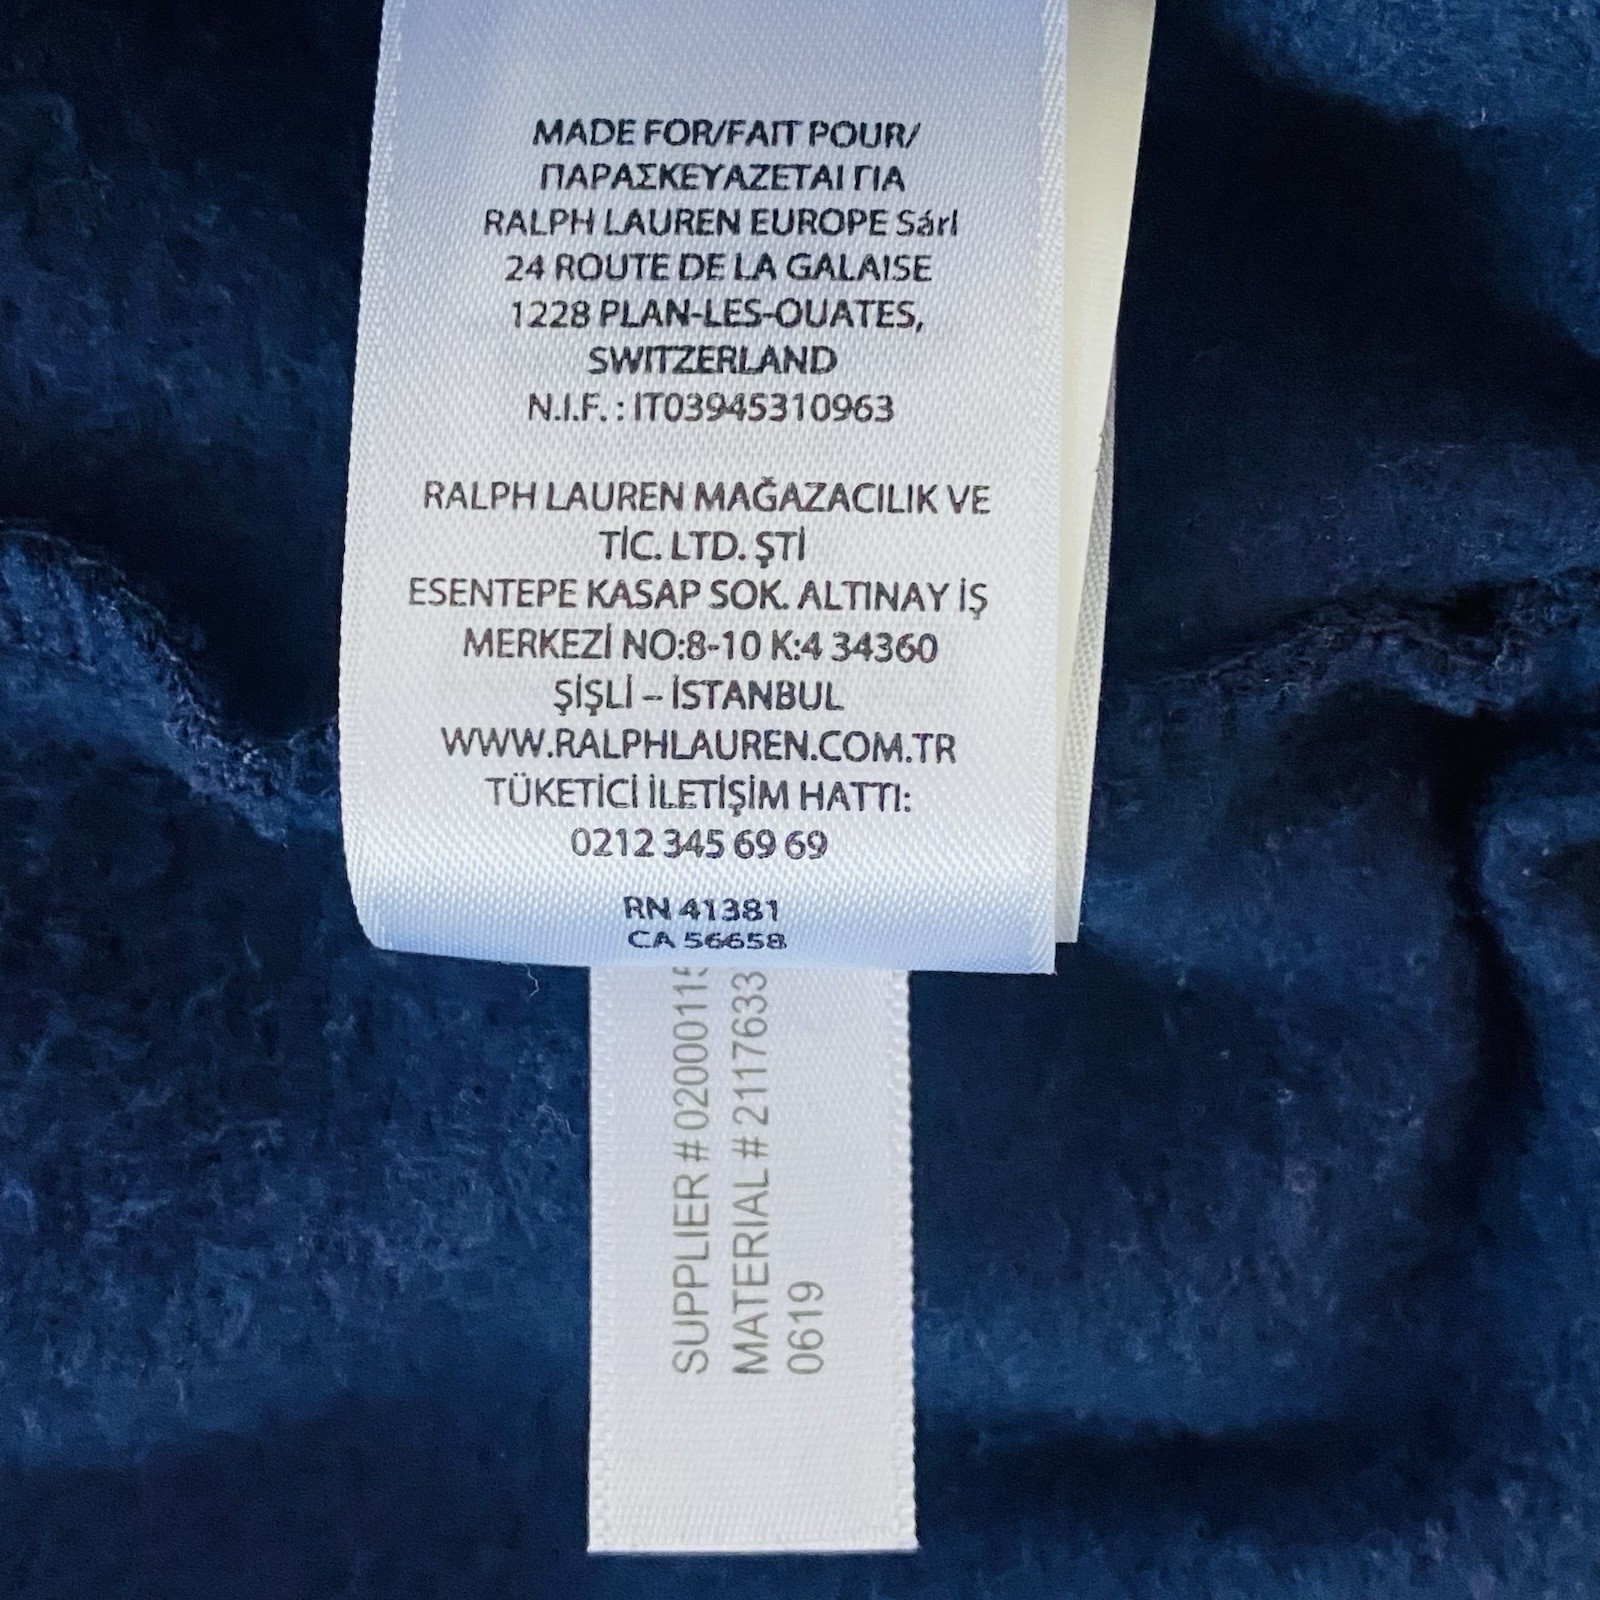 MADE FOR/FAIT POUR/
ΠΑΡΑΣΚΕΥΑΖΕΤΑΙ ΓΙΑ
RALPH LAUREN EUROPE Sárl
24 ROUTE DE LA GALAISE
1228 PLAN-LES-OUATES,
SWITZERLAND
N.I.F. : IT03945310963
RALPH LAUREN MAĞAZACILIK VE
TİC. LTD. ŞTİ
ESENTEPE KASAP SOK. ALTINAY İŞ
MERKEZİ NO:8-10 K:4 34360
ŞİŞLİ – İSTANBUL
WWW.RALPHLAUREN.COM.TR
TÜKETİCİ İLETİŞİM HATTI:
0212 345 69 69
RN 41381
CA 56658
SUPPLIER # 0200011
MATERIAL # 2117633
0619